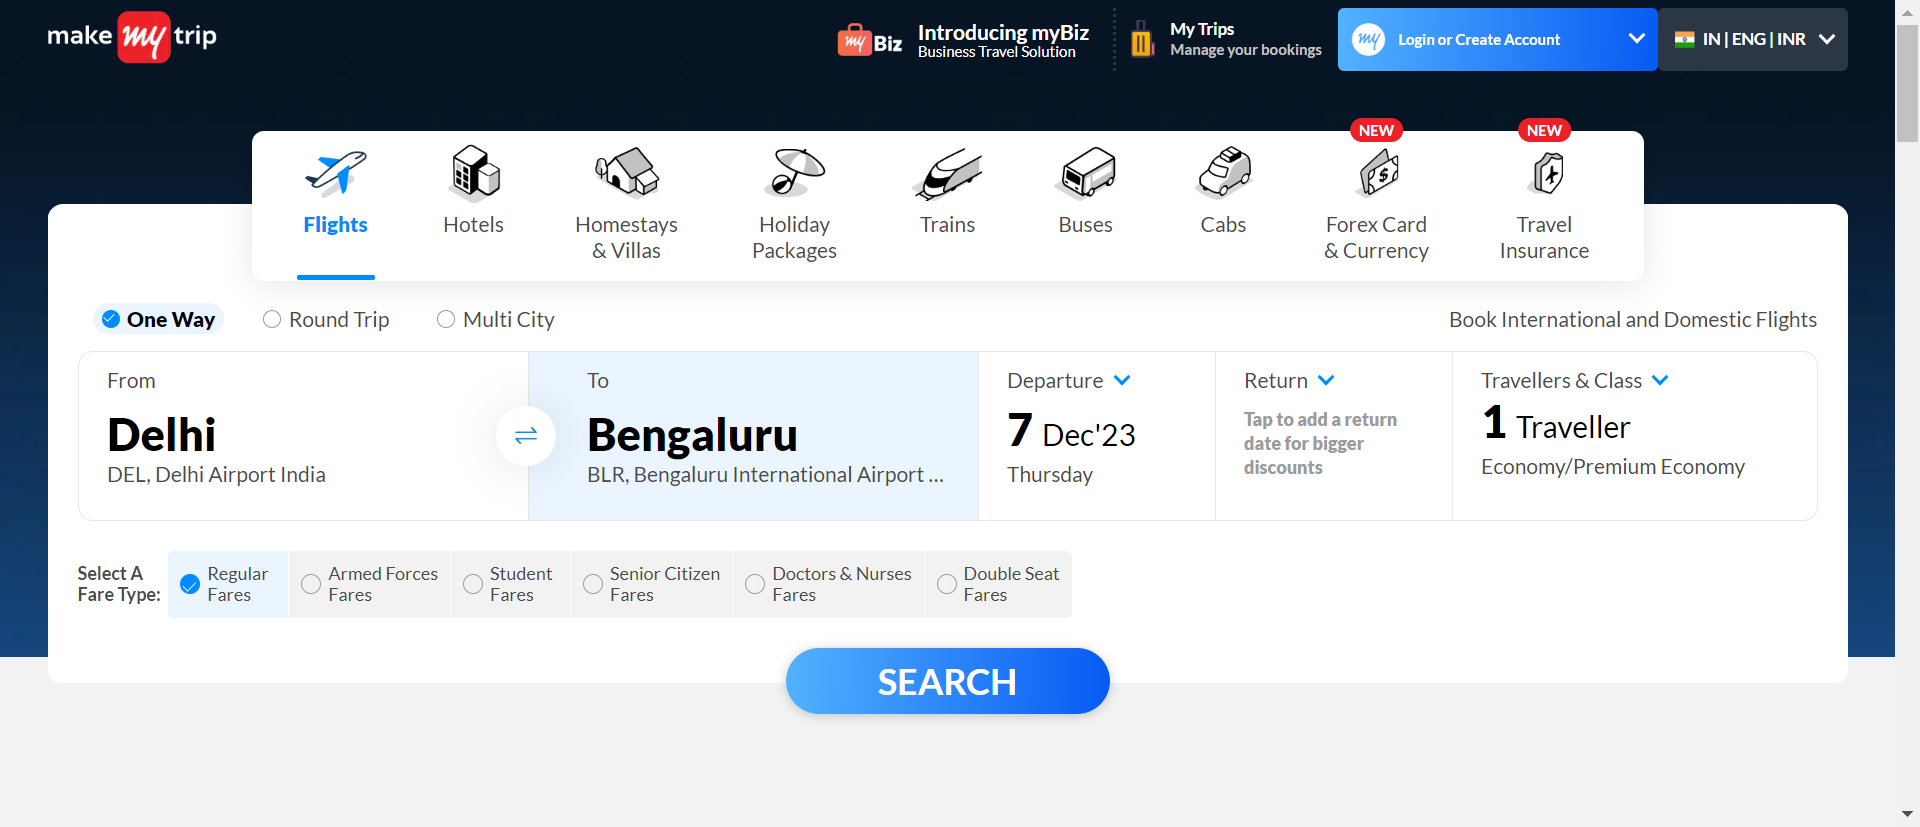 make my trip
my Biz
Introducing myBiz
Business Travel Solution
My Trips
Manage your bookings
my Login or Create Account
IN | ENG | INR
Flights
Hotels
Homestays
& Villas
Holiday
Packages
Trains
Buses
Cabs
NEW
Forex Card
& Currency
NEW
Travel
Insurance
One Way
Round Trip
Multi City
Book International and Domestic Flights
From
Delhi
DEL, Delhi Airport India
To
Bengaluru
BLR, Bengaluru International Airport ...
Departure
7 Dec'23
Thursday
Return
Tap to add a return
date for bigger
discounts
Travellers & Class
1 Traveller
Economy/Premium Economy
Select A
Fare Type:
Regular
Fares
Armed Forces
Fares
Student
Fares
Senior Citizen
Fares
Doctors & Nurses
Fares
Double Seat
Fares
SEARCH